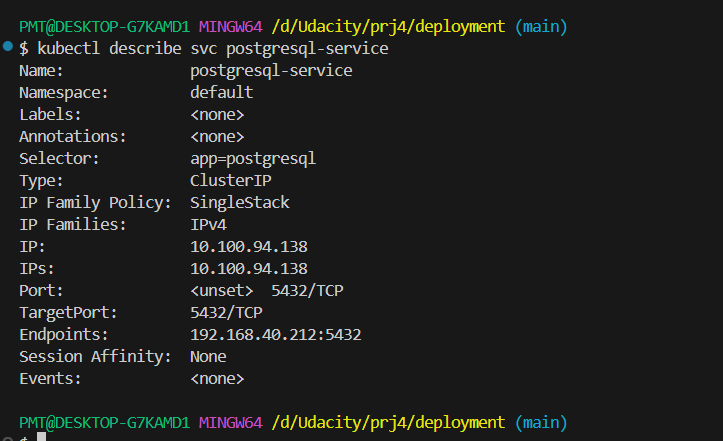 PMT@DESKTOP-G7KAMD1 MINGW64 /d/Udacity/prj4/deployment (main)
$ kubectl describe svc postgresql-service
Name:              postgresql-service
Namespace:         default
Labels:            <none>
Annotations:       <none>
Selector:          app=postgresql
Type:              ClusterIP
IP Family Policy:  SingleStack
IP Families:       IPv4
IP:                10.100.94.138
IPs:               10.100.94.138
Port:              <unset>  5432/TCP
TargetPort:        5432/TCP
Endpoints:         192.168.40.212:5432
Session Affinity:  None
Events:            <none>
PMT@DESKTOP-G7KAMD1 MINGW64 /d/Udacity/prj4/deployment (main)
$